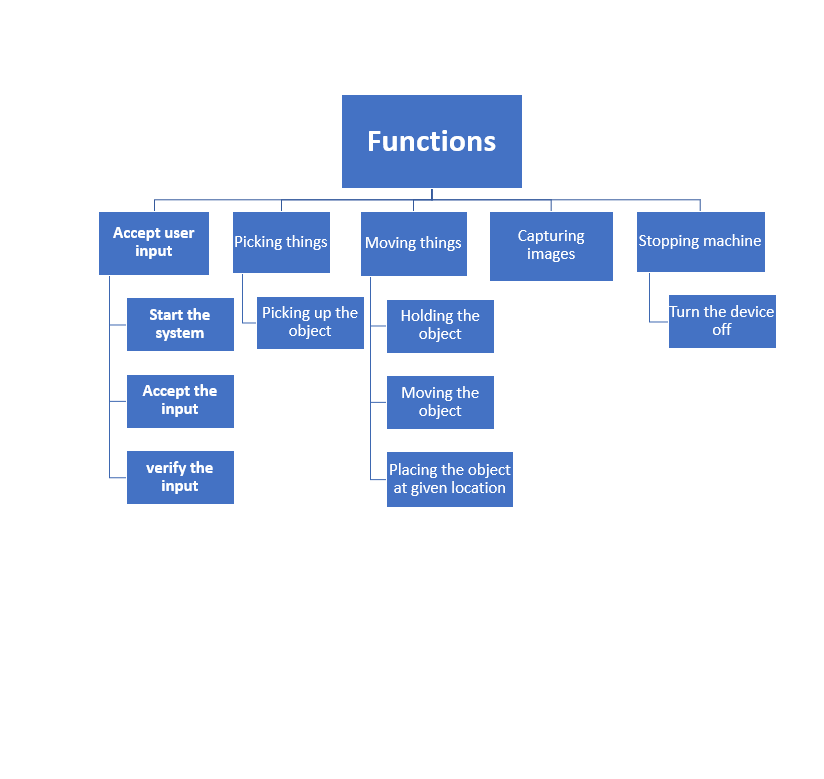 Functions
Accept user
input
Picking things
Moving things
Capturing
images
Stopping machine
Start the
system
Accept the
input
verify the
input
Picking up the
object
Holding the
object
Moving the
object
Placing the object
at given location
Turn the device
off